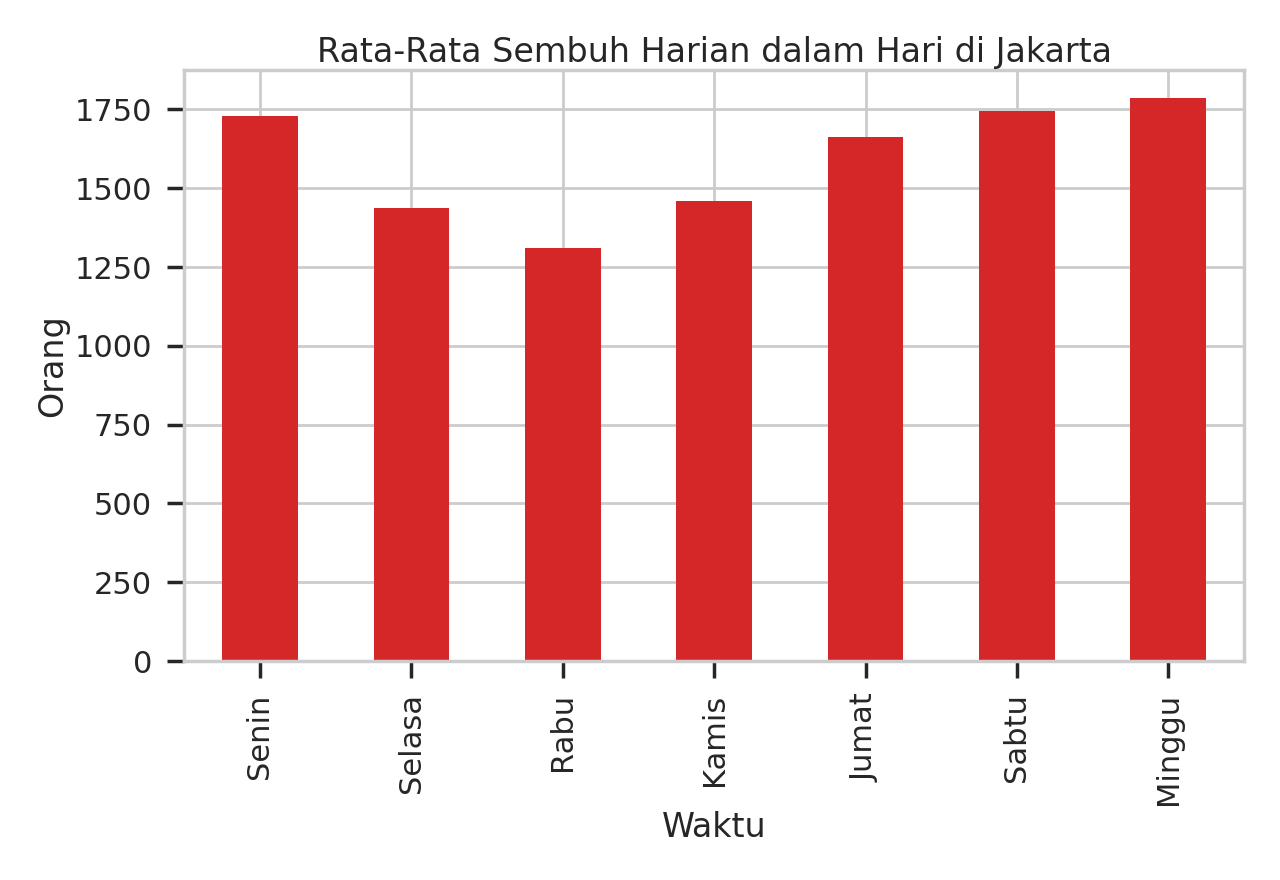 Rata-Rata Sembuh Harian dalam Hari di Jakarta
Orang
1750
1500
1250
1000
750
500
250
0
Senin
Selasa
Rabu
Kamis
Jumat
Sabtu
Minggu
Waktu